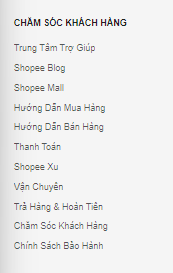 CHĂM SÓC KHÁCH HÀNG
Trung Tâm Trợ Giúp
Shopee Blog
Shopee Mall
Hướng Dẫn Mua Hàng
Hướng Dẫn Bán Hàng
Thanh Toán
Shopee Xu
Vận Chuyển
Trả Hàng & Hoàn Tiền
Chăm Sóc Khách Hàng
Chính Sách Bảo Hành